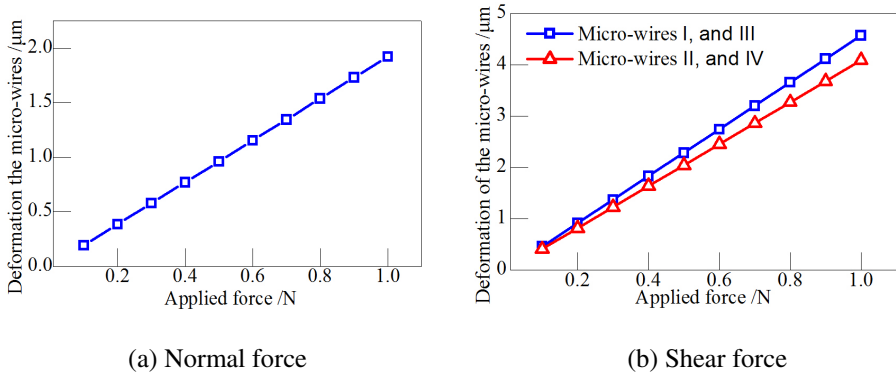 Deformation the micro-wires /μm
2.0
1.5
1.0
0.5
0.0
0.2 0.4 0.6 0.8 1.0
Applied force /N
(a) Normal force
Deformation of the micro-wires /μm
5
4
3
2
1
0
Micro-wires I, and III
Micro-wires II, and IV
0.2 0.4 0.6 0.8 1.0
Applied force /N
(b) Shear force